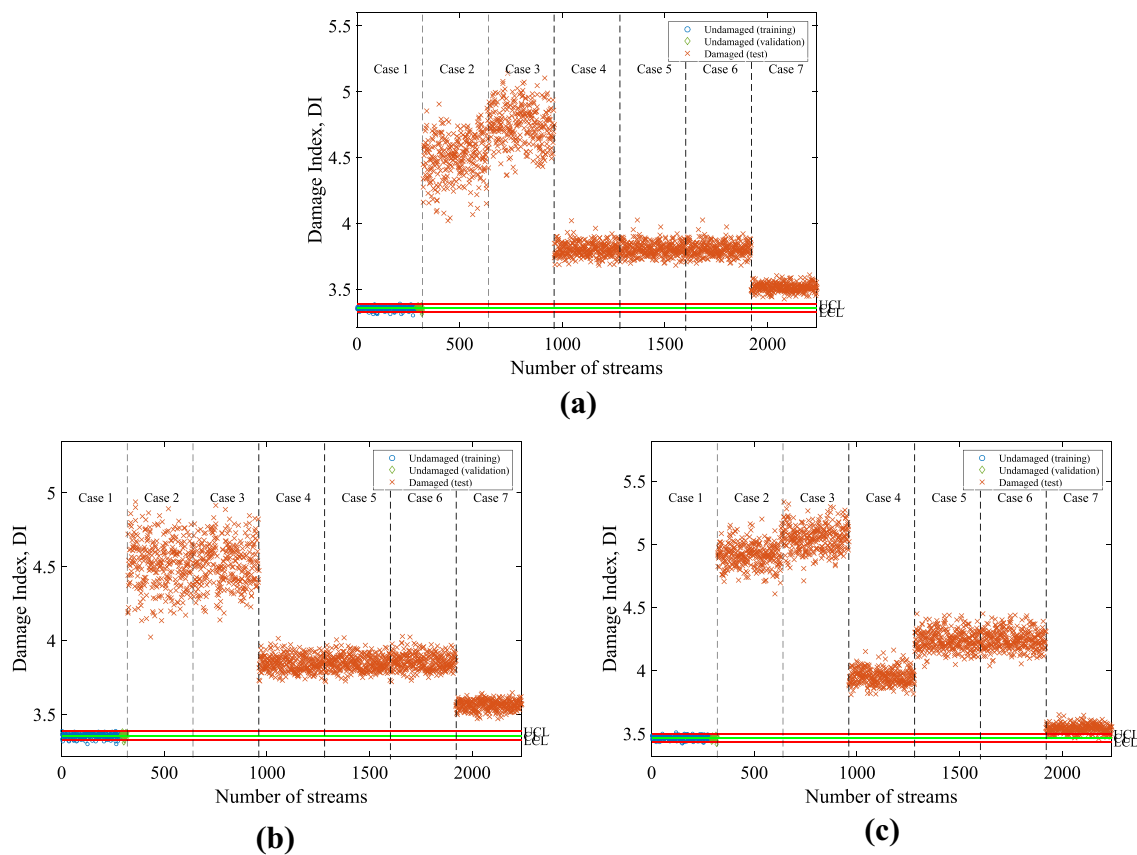 5.5
5
4.5
4
3.5
Damage Index, DI
Undamaged (training)
Undamaged (validation)
Damaged (test)
Case 1 Case 2 Case 3 Case 4 Case 5 Case 6 Case 7
UCL
CL
LCL
0 500 1000 1500 2000
Number of streams
(a)
5
4.5
4
3.5
Damage Index, DI
Undamaged (training)
Undamaged (validation)
Damaged (test)
Case 1 Case 2 Case 3 Case 4 Case 5 Case 6 Case 7
UCL
CL
LCL
0 500 1000 1500 2000
Number of streams
(b)
5.5
5
4.5
4
3.5
Damage Index, DI
Undamaged (training)
Undamaged (validation)
Damaged (test)
Case 1 Case 2 Case 3 Case 4 Case 5 Case 6 Case 7
UCL
CL
LCL
0 500 1000 1500 2000
Number of streams
(c)